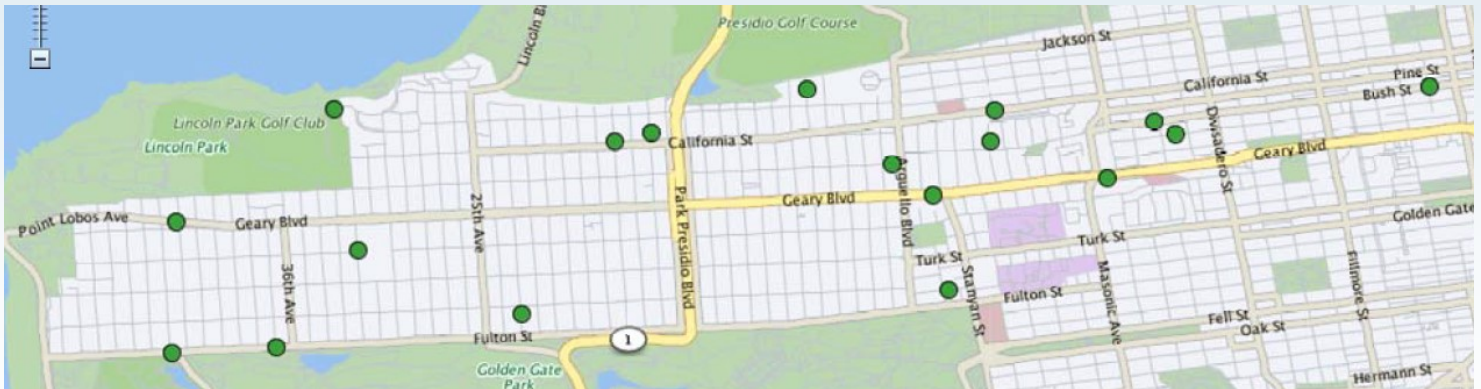 Presidio Golf Course
Lincoln Bl
Jackson St
California St
Pine St
Bush St
Lincoln Park Golf Club
Lincoln Park
California St
Divisadero St
Geary Blvd
Arguello Blvd
Park Presidio Blvd
Geary Blvd
25th Ave
Point Lobos Ave
Geary Blvd
Golden Gate
Turk St
Turk St
36th Ave
Stanyan St
Masonic Ave
Fillmore St
Fulton St
Fulton St
1
Fell St
Oak St
Golden Gate
Park
Hermann St